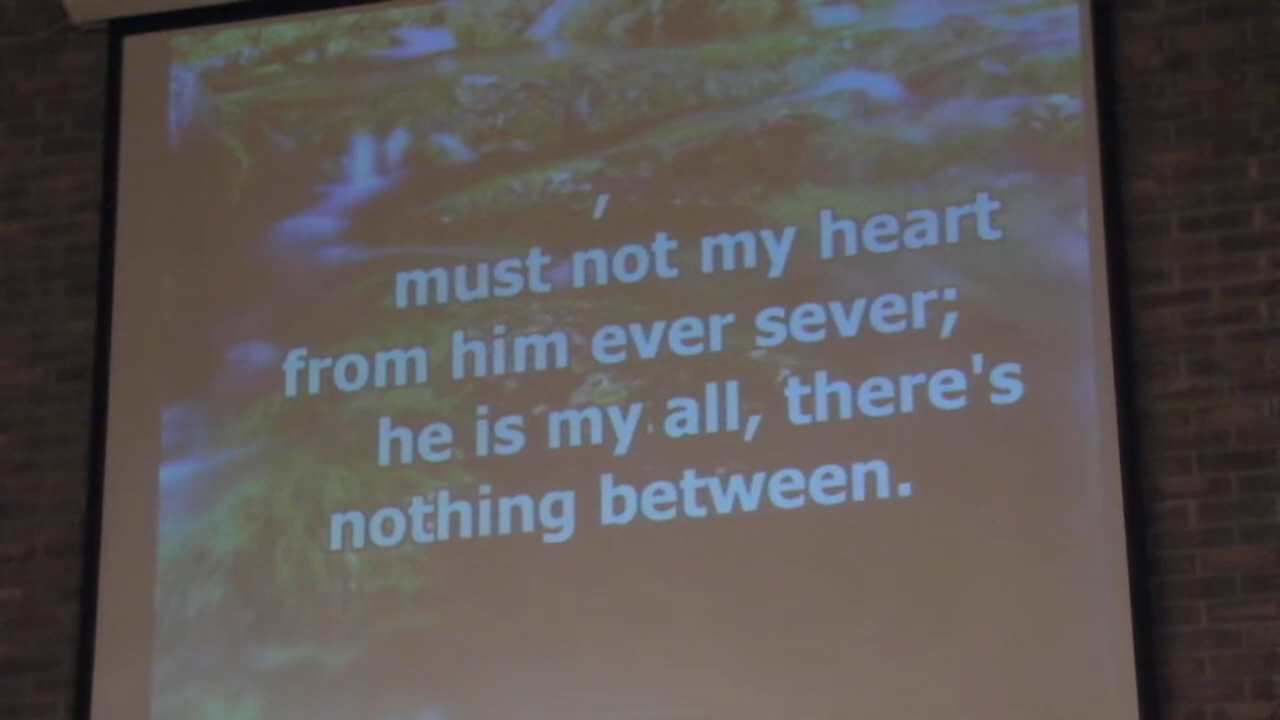 ,
must not my heart
from him ever sever;
he is my all, there's
nothing between.